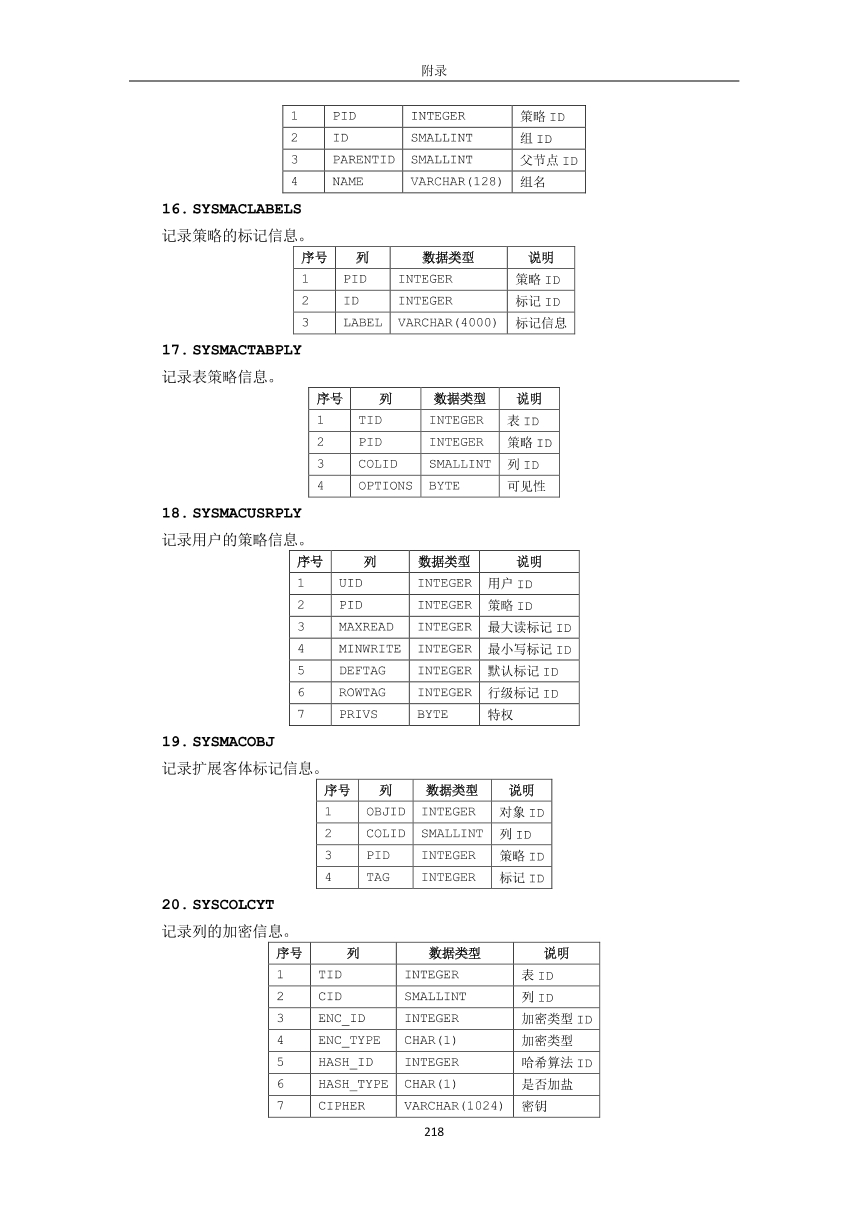 附录
1 PID INTEGER 策略 ID
2 ID SMALLINT 组 ID
3 PARENTID SMALLINT 父节点 ID
4 NAME VARCHAR(128) 组名
16. SYSMACLABELS
记录策略的标记信息。
序号 列 数据类型 说明
1 PID INTEGER 策略 ID
2 ID INTEGER 标记 ID
3 LABEL VARCHAR(4000) 标记信息
17. SYSMACTABPLY
记录表策略信息。
序号 列 数据类型 说明
1 TID INTEGER 表 ID
2 PID INTEGER 策略 ID
3 COLID SMALLINT 列 ID
4 OPTIONS BYTE 可见性
18. SYSMACUSRPLY
记录用户的策略信息。
序号 列 数据类型 说明
1 UID INTEGER 用户 ID
2 PID INTEGER 策略 ID
3 MAXREAD INTEGER 最大读标记 ID
4 MINWRITE INTEGER 最小写标记 ID
5 DEFTAG INTEGER 默认标记 ID
6 ROWTAG INTEGER 行级标记 ID
7 PRIVS BYTE 特权
19. SYSMACOBJ
记录扩展客体标记信息。
序号 列 数据类型 说明
1 OBJID INTEGER 对象 ID
2 COLID SMALLINT 列 ID
3 PID INTEGER 策略 ID
4 TAG INTEGER 标记 ID
20. SYSCOLCYT
记录列的加密信息。
序号 列 数据类型 说明
1 TID INTEGER 表 ID
2 CID SMALLINT 列 ID
3 ENC_ID INTEGER 加密类型 ID
4 ENC_TYPE CHAR(1) 加密类型
5 HASH_ID INTEGER 哈希算法 ID
6 HASH_TYPE CHAR(1) 是否加盐
7 CIPHER VARCHAR(1024) 密钥
218